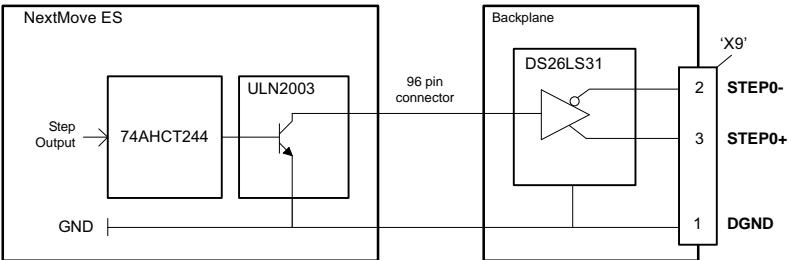 NextMove ES
Backplane
'X9'
DS26LS31
ULN2003
96 pin
connector
2 STEP0-
Step
Output
74AHCT244
3 STEP0+
GND
1 DGND